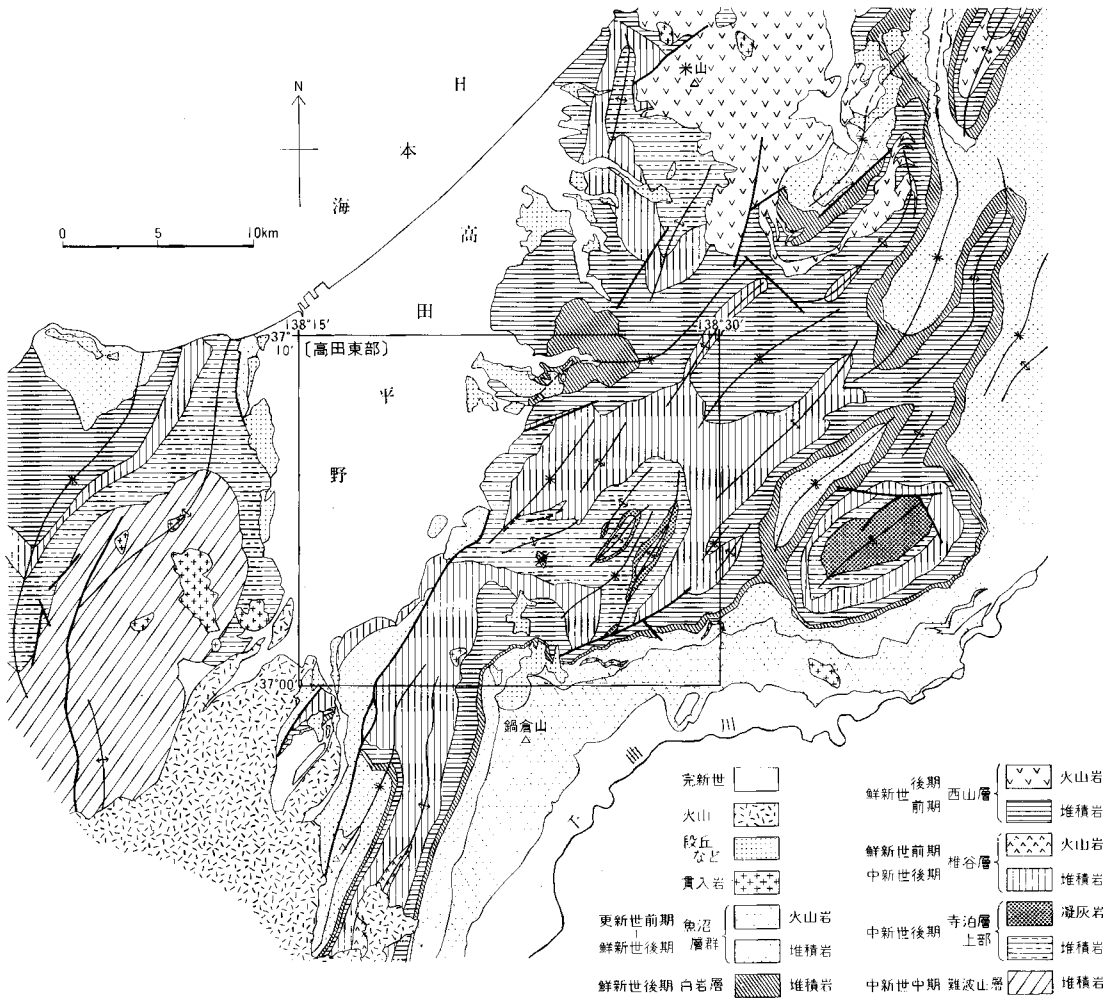 日本海
高田平野
米山
N
0 5 10km
138°15′
138°30′
37°10′
〔高田東部〕
37°00′
鍋倉山
千曲川
完新世
火山
段丘など
貫入岩
更新世前期
鮮新世後期
魚沼層群
火山岩
堆積岩
鮮新世後期 白岩層 堆積岩
鮮新世後期
前期
西山層
火山岩
堆積岩
鮮新世前期
中新世後期
椎谷層
火山岩
堆積岩
中新世後期 寺泊層上部
凝灰岩
堆積岩
中新世中期 難波山層 堆積岩